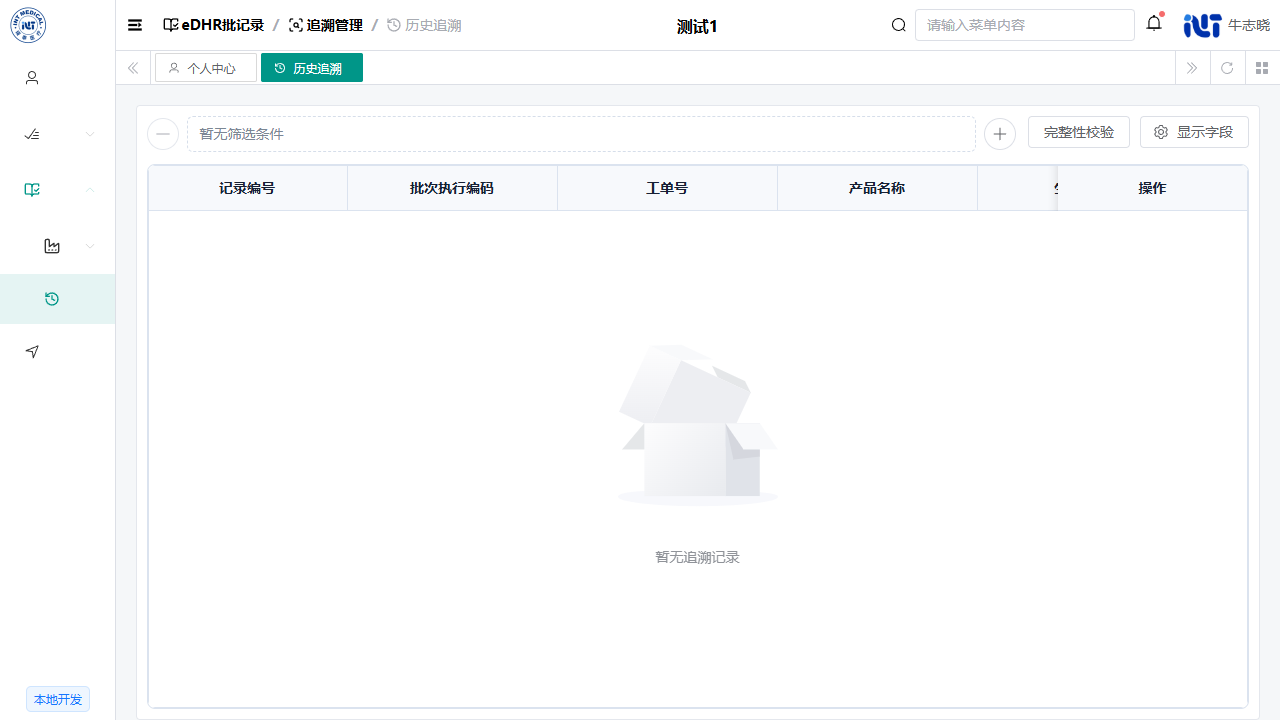 eDHR批记录 / 追溯管理 / 历史追溯
测试1
请输入菜单内容
牛志晓
个人中心
历史追溯
暂无筛选条件
完整性校验
显示字段
记录编号
批次执行编码
工单号
产品名称
操作
暂无追溯记录
本地开发